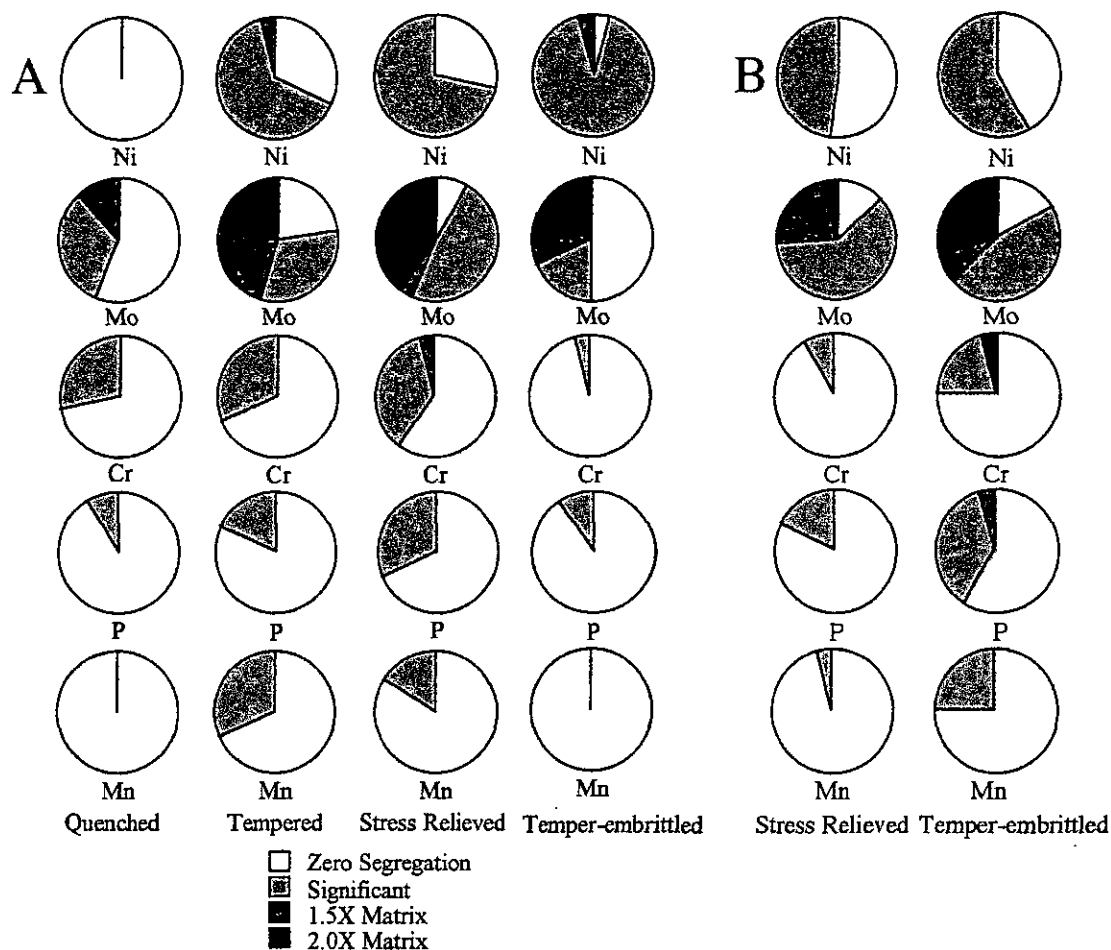 A B
Ni Ni Ni Ni Ni Ni
Mo Mo Mo Mo Mo Mo
Cr Cr Cr Cr Cr Cr
P P P P P P
Mn Mn Mn Mn Mn Mn
Quenched Tempered Stress Relieved Temper-embrittled Stress Relieved Temper-embrittled
Zero Segregation
Significant
1.5X Matrix
2.0X Matrix